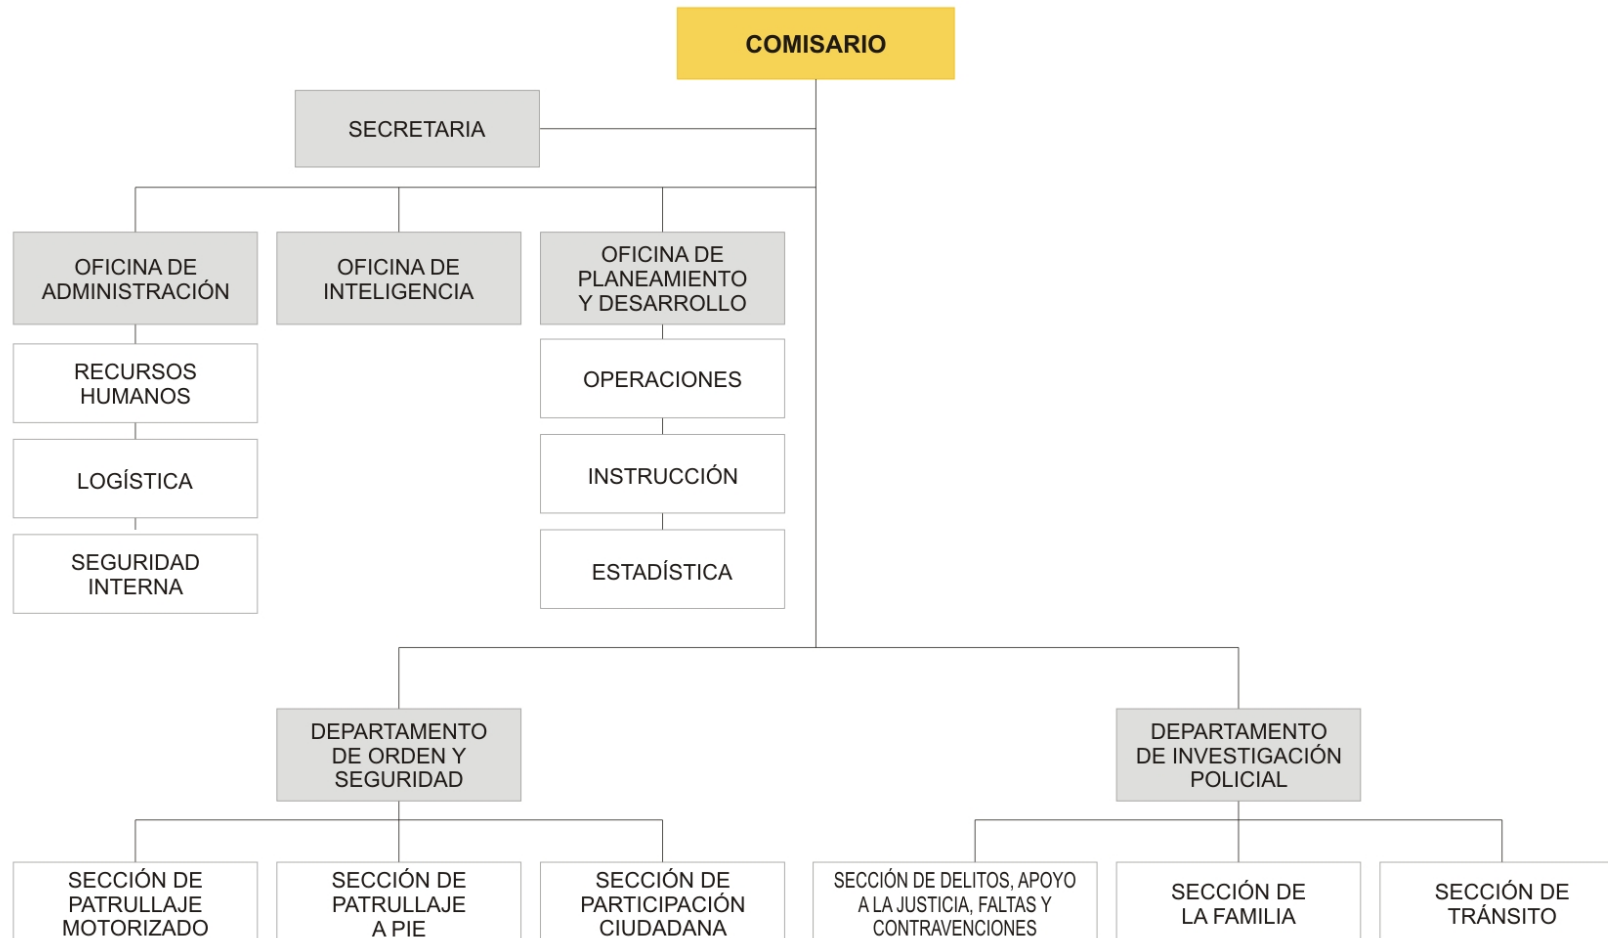 COMISARIO
SECRETARIA
OFICINA DE
ADMINISTRACIÓN
OFICINA DE
INTELIGENCIA
OFICINA DE
PLANEAMIENTO
Y DESARROLLO
RECURSOS
HUMANOS
OPERACIONES
LOGÍSTICA
INSTRUCCIÓN
SEGURIDAD
INTERNA
ESTADÍSTICA
DEPARTAMENTO
DE ORDEN Y
SEGURIDAD
DEPARTAMENTO
DE INVESTIGACIÓN
POLICIAL
SECCIÓN DE
PATRULLAJE
MOTORIZADO
SECCIÓN DE
PATRULLAJE
A PIE
SECCIÓN DE
PARTICIPACIÓN
CIUDADANA
SECCIÓN DE DELITOS, APOYO
A LA JUSTICIA, FALTAS Y
CONTRAVENCIONES
SECCIÓN DE
LA FAMILIA
SECCIÓN DE
TRÁNSITO